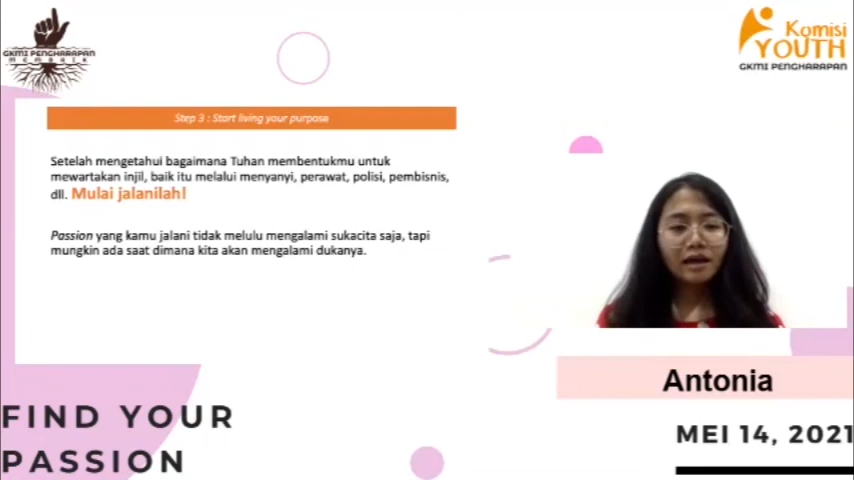 GKMI PENGHARAPAN
MEMBRIK
Komisi
YOUTH
GKMI PENGHARAPAN
Step 3 : Start living your purpose
Setelah mengetahui bagaimana Tuhan membentukmu untuk
mewartakan injil, baik itu melalui menyanyi, perawat, polisi, pembisnis,
dll. Mulai jalanilah!
Passion yang kamu jalani tidak melulu mengalami sukacita saja, tapi
mungkin ada saat dimana kita akan mengalami dukanya.
Antonia
FIND YOUR
PASSION
MEI 14, 2021